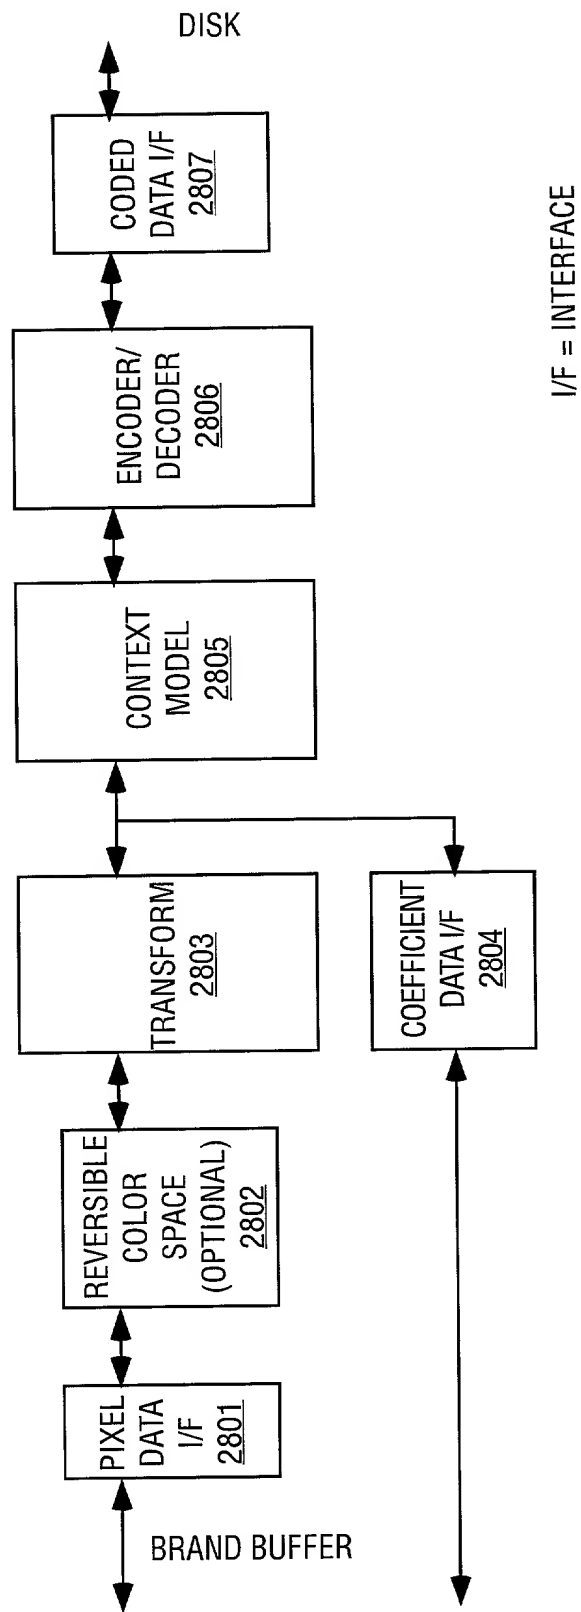 BRAND BUFFER
PIXEL
DATA
I/F
2801
REVERSIBLE
COLOR
SPACE
(OPTIONAL)
2802
TRANSFORM
2803
COEFFICIENT
DATA I/F
2804
CONTEXT
MODEL
2805
ENCODER/
DECODER
2806
CODED
DATA I/F
2807
DISK
I/F = INTERFACE